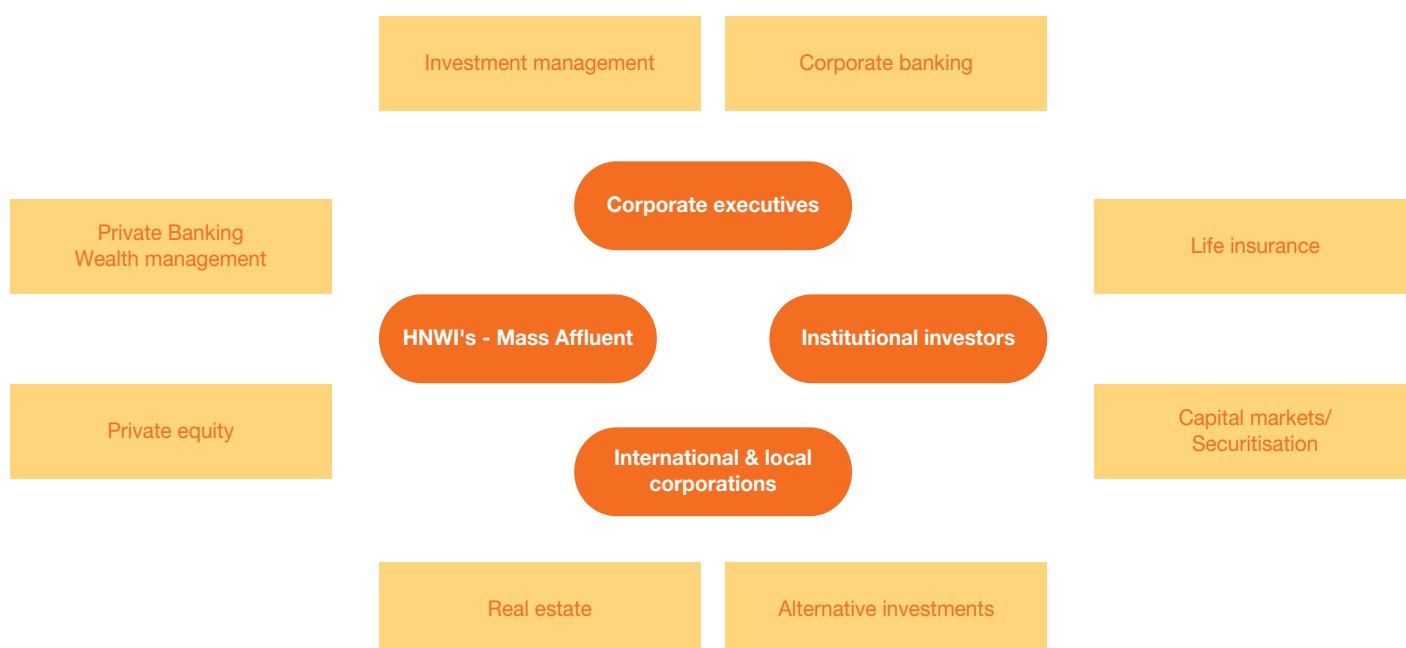 Investment management
Corporate banking
Corporate executives
Private Banking
Wealth management
Life insurance
HNWI's - Mass Affluent
Institutional investors
Private equity
Capital markets/
Securitisation
International & local
corporations
Real estate
Alternative investments